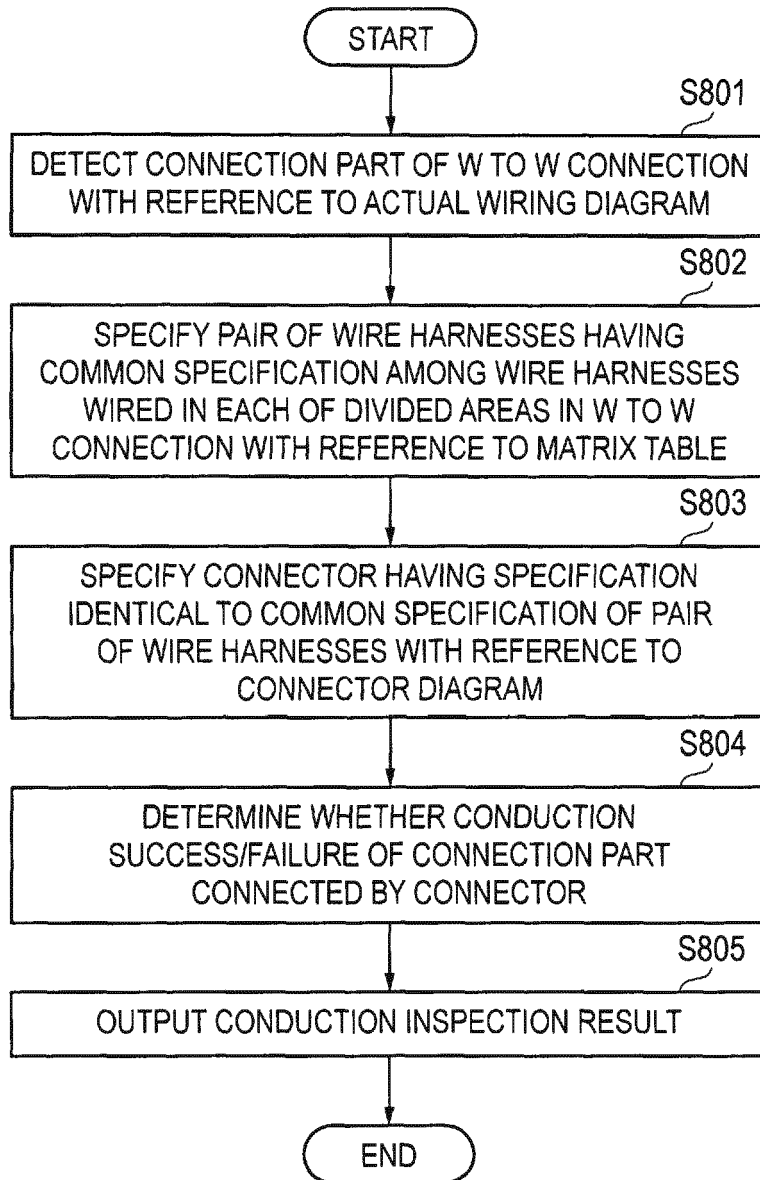 START
S801
DETECT CONNECTION PART OF W TO W CONNECTION
WITH REFERENCE TO ACTUAL WIRING DIAGRAM
S802
SPECIFY PAIR OF WIRE HARNESSES HAVING
COMMON SPECIFICATION AMONG WIRE HARNESSES
WIRED IN EACH OF DIVIDED AREAS IN W TO W
CONNECTION WITH REFERENCE TO MATRIX TABLE
S803
SPECIFY CONNECTOR HAVING SPECIFICATION
IDENTICAL TO COMMON SPECIFICATION OF PAIR
OF WIRE HARNESSES WITH REFERENCE TO
CONNECTOR DIAGRAM
S804
DETERMINE WHETHER CONDUCTION
SUCCESS/FAILURE OF CONNECTION PART
CONNECTED BY CONNECTOR
S805
OUTPUT CONDUCTION INSPECTION RESULT
END